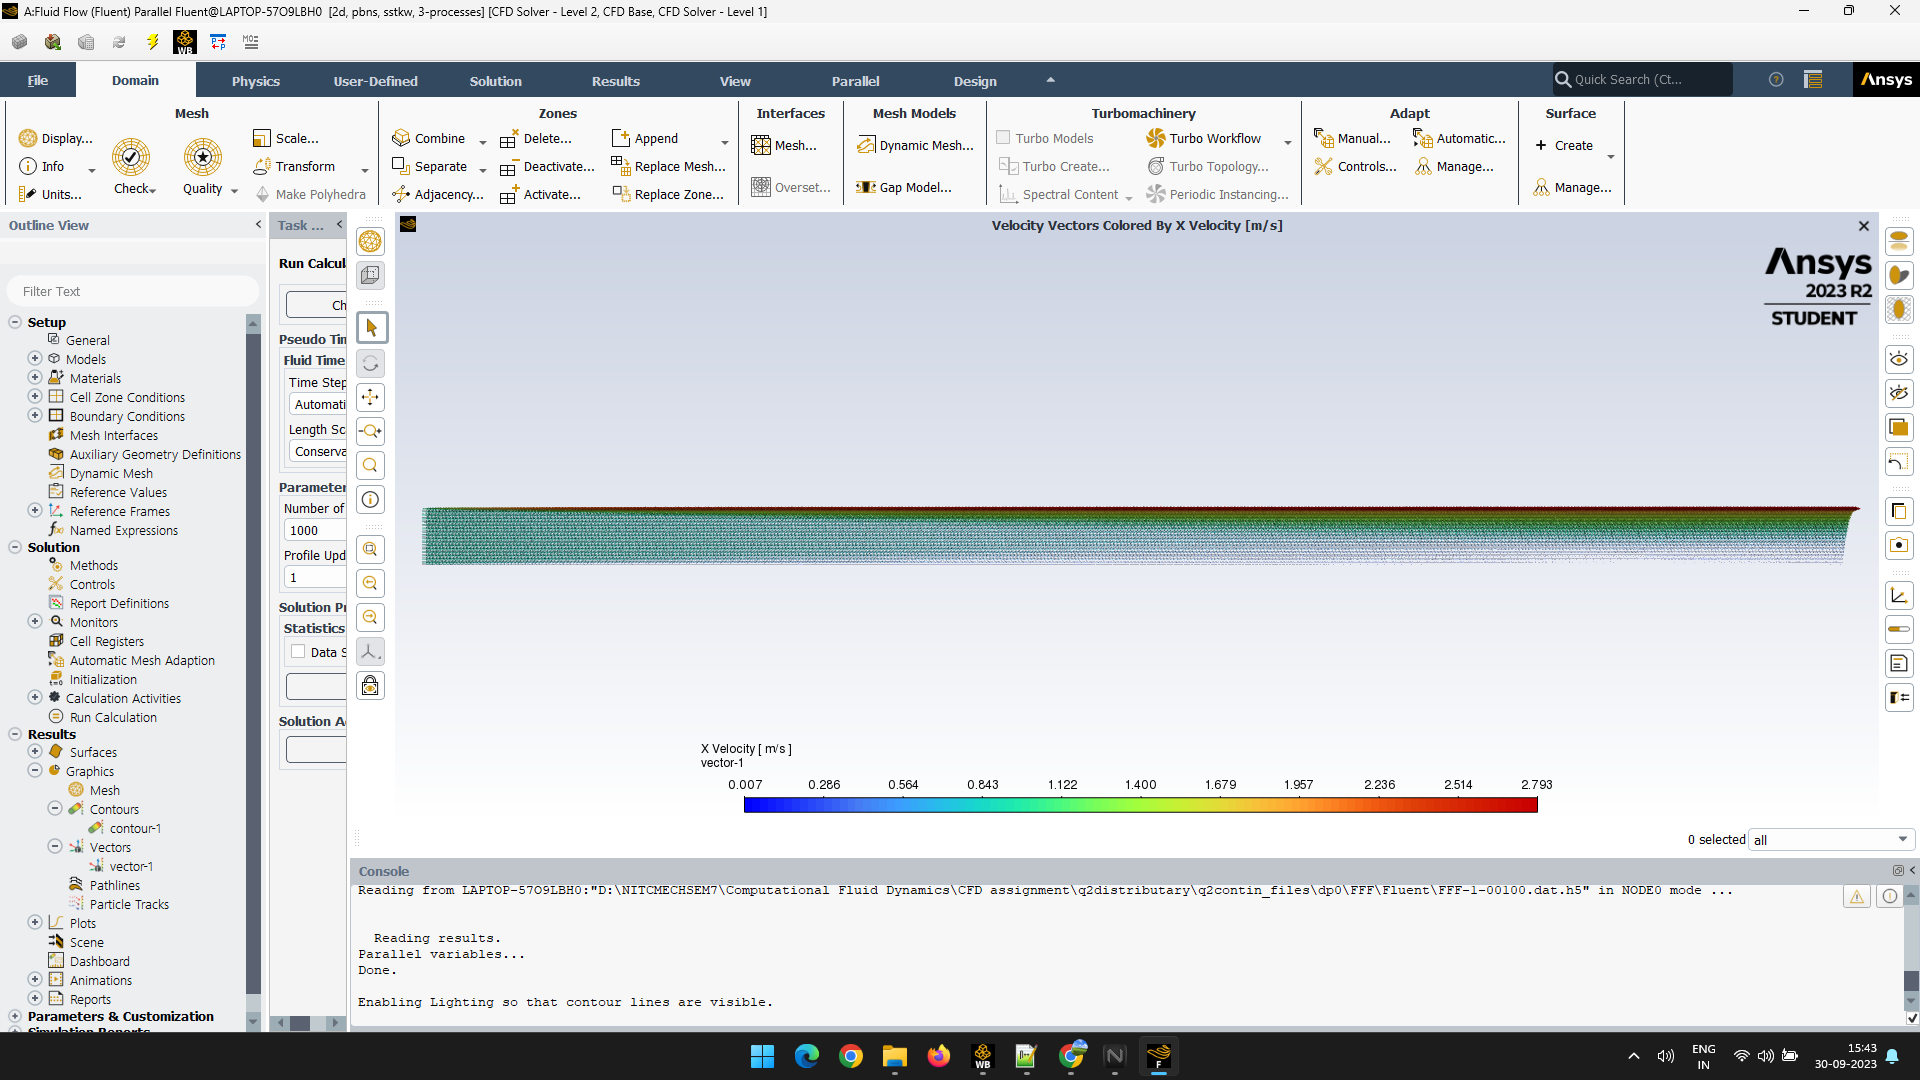 A:Fluid Flow (Fluent) Parallel Fluent@LAPTOP-57O9LBH0 [2d, pbns, sstkw, 3-processes] [CFD Solver - Level 2, CFD Base, CFD Solver - Level 1]
WB
File Domain Physics User-Defined Solution Results View Parallel Design Quick Search (Ct... Ansys
Mesh Zones Interfaces Mesh Models Turbomachinery Adapt Surface
Display... Scale... Combine Delete... Append Mesh... Dynamic Mesh... Turbo Models Turbo Workflow Manual... Automatic... Create
Info Check Quality Transform Separate Deactivate... Replace Mesh... Turbo Create... Turbo Topology... Controls... Manage...
Units... Make Polyhedra Adjacency... Activate... Replace Zone... Overset... Gap Model... Spectral Content Periodic Instancing... Manage...
Outline View
Filter Text
Setup
General
Models
Materials
Cell Zone Conditions
Boundary Conditions
Mesh Interfaces
Auxiliary Geometry Definitions
Dynamic Mesh
Reference Values
Reference Frames
Named Expressions
Solution
Methods
Controls
Report Definitions
Monitors
Cell Registers
Automatic Mesh Adaption
Initialization
Calculation Activities
Run Calculation
Results
Surfaces
Graphics
Mesh
Contours
contour-1
Vectors
vector-1
Pathlines
Particle Tracks
Plots
Scene
Dashboard
Animations
Reports
Parameters & Customization
Simulation Reports
Task ...
Run Calcul
Ch
Pseudo Tim
Fluid Time
Time Step
Automati
Length Sc
Conserva
Parameter
Number of
1000
Profile Upd
1
Solution Pr
Statistics
Data S
Solution A
Velocity Vectors Colored By X Velocity [m/s]
Ansys
2023 R2
STUDENT
X Velocity [ m/s ]
vector-1
0.007 0.286 0.564 0.843 1.122 1.400 1.679 1.957 2.236 2.514 2.793
0 selected all
Console
Reading from LAPTOP-57O9LBH0:"D:\NITCMECHSEM7\Computational Fluid Dynamics\CFD assignment\q2distributary\q2contin_files\dp0\FFF\Fluent\FFF-1-00100.dat.h5" in NODE0 mode ...
Reading results.
Parallel variables...
Done.
Enabling Lighting so that contour lines are visible.
WB
F
ENG
IN
15:43
30-09-2023